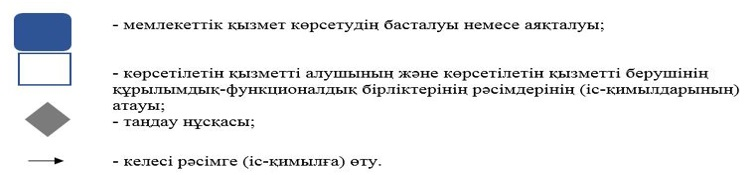 - мемлекеттік қызмет көрсетудің басталуы немесе аяқталуы;
- көрсетілетін қызметті алушының және көрсетілетін қызметті берушінің
құрылымдық-функционалдық бірліктерінің рәсімдерінің (іс-қимылдарының)
атауы;
- таңдау нұсқасы;
- келесі рәсімге (іс-қимылға) өту.